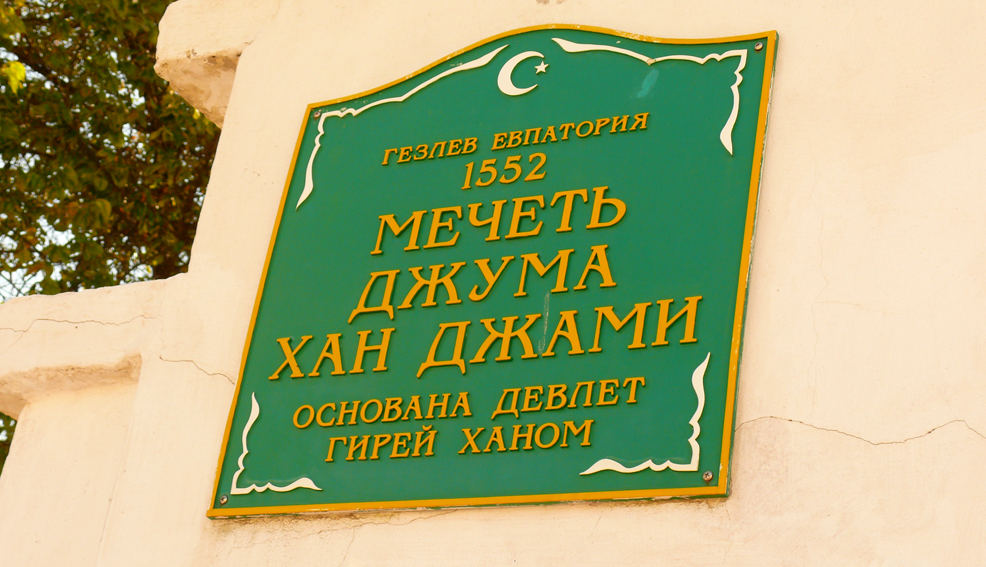 ГЕЗЛЕВ ЕВПАТОРИЯ
1552
МЕЧЕТЬ
ДЖУМА
ХАН ДЖАМИ
ОСНОВАНА ДЕВЛЕТ
ГИРЕЙ ХАНОМ